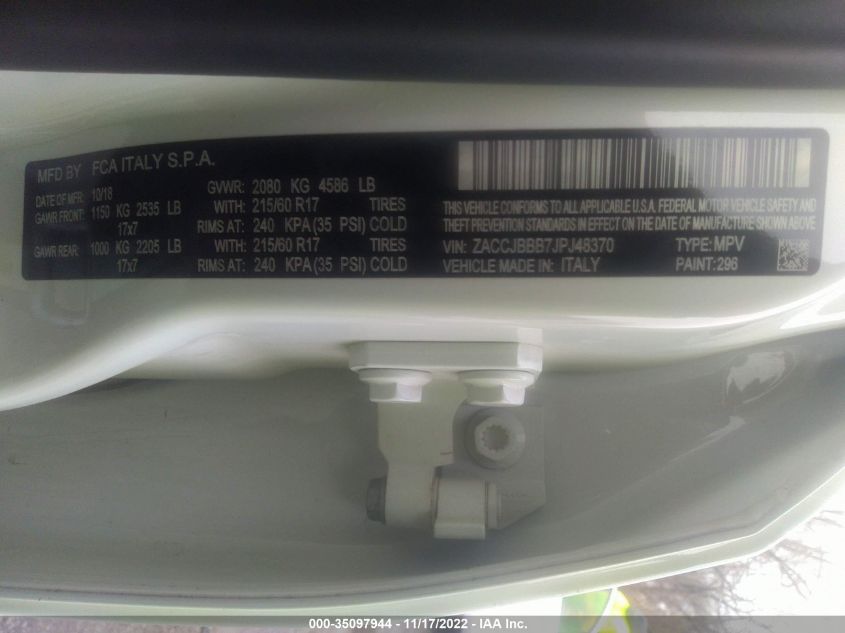 MFD BY FCA ITALY S.P.A.
DATE OF MFR: 10/18 GVWR: 2080 KG 4586 LB
GAWR FRONT: 1150 KG 2535 LB WITH: 215/60 R17 TIRES
17x7 RIMS AT: 240 KPA(35 PSI) COLD
GAWR REAR: 1000 KG 2205 LB WITH: 215/60 R17 TIRES
17x7 RIMS AT: 240 KPA(35 PSI) COLD
THIS VEHICLE CONFORMS TO ALL APPLICABLE U.S.A. FEDERAL MOTOR VEHICLE SAFETY AND
THEFT PREVENTION STANDARDS IN EFFECT ON THE DATE OF MANUFACTURE SHOWN ABOVE.
VIN: ZACCJBBB7JPJ48370 TYPE: MPV
VEHICLE MADE IN: ITALY PAINT: 296
000-35097944 - 11/17/2022 - IAA Inc.